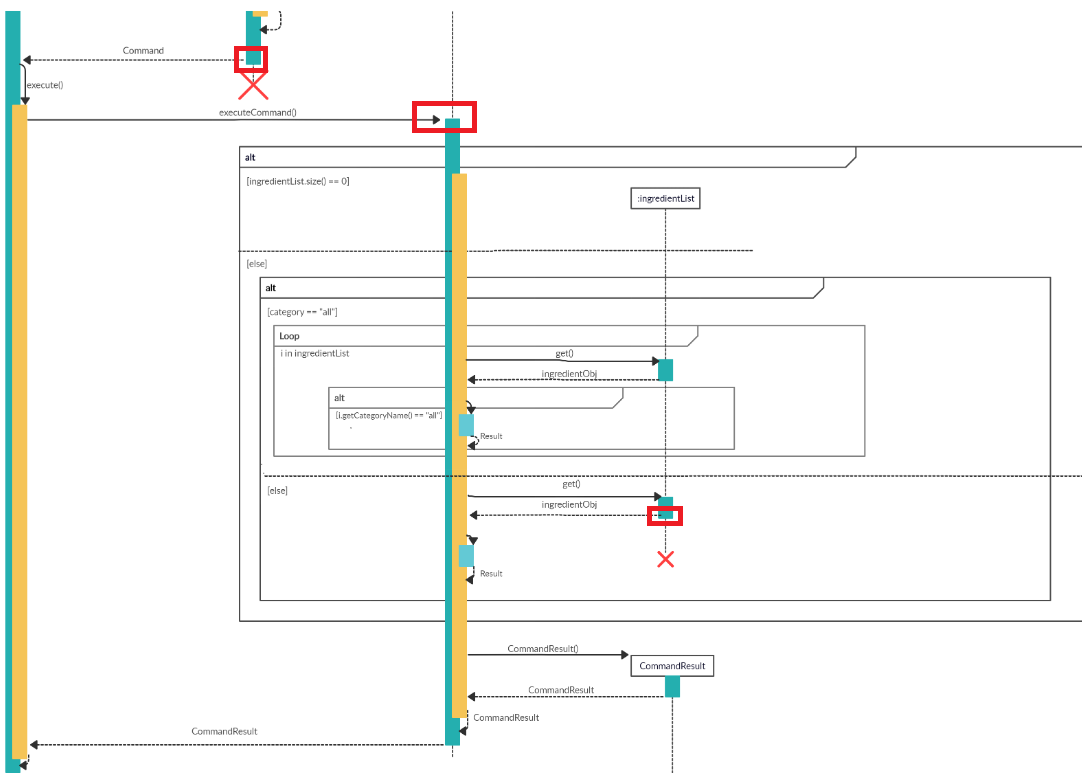 Command
execute()
executeCommand()
alt
[ingredientList.size() == 0]
:ingredientList
[else]
alt
[category == "all"]
Loop
i in ingredientList
get()
ingredientObj
alt
[i.getCategoryName() == "all"]
Result
get()
[else]
ingredientObj
Result
CommandResult()
CommandResult
CommandResult
CommandResult
CommandResult